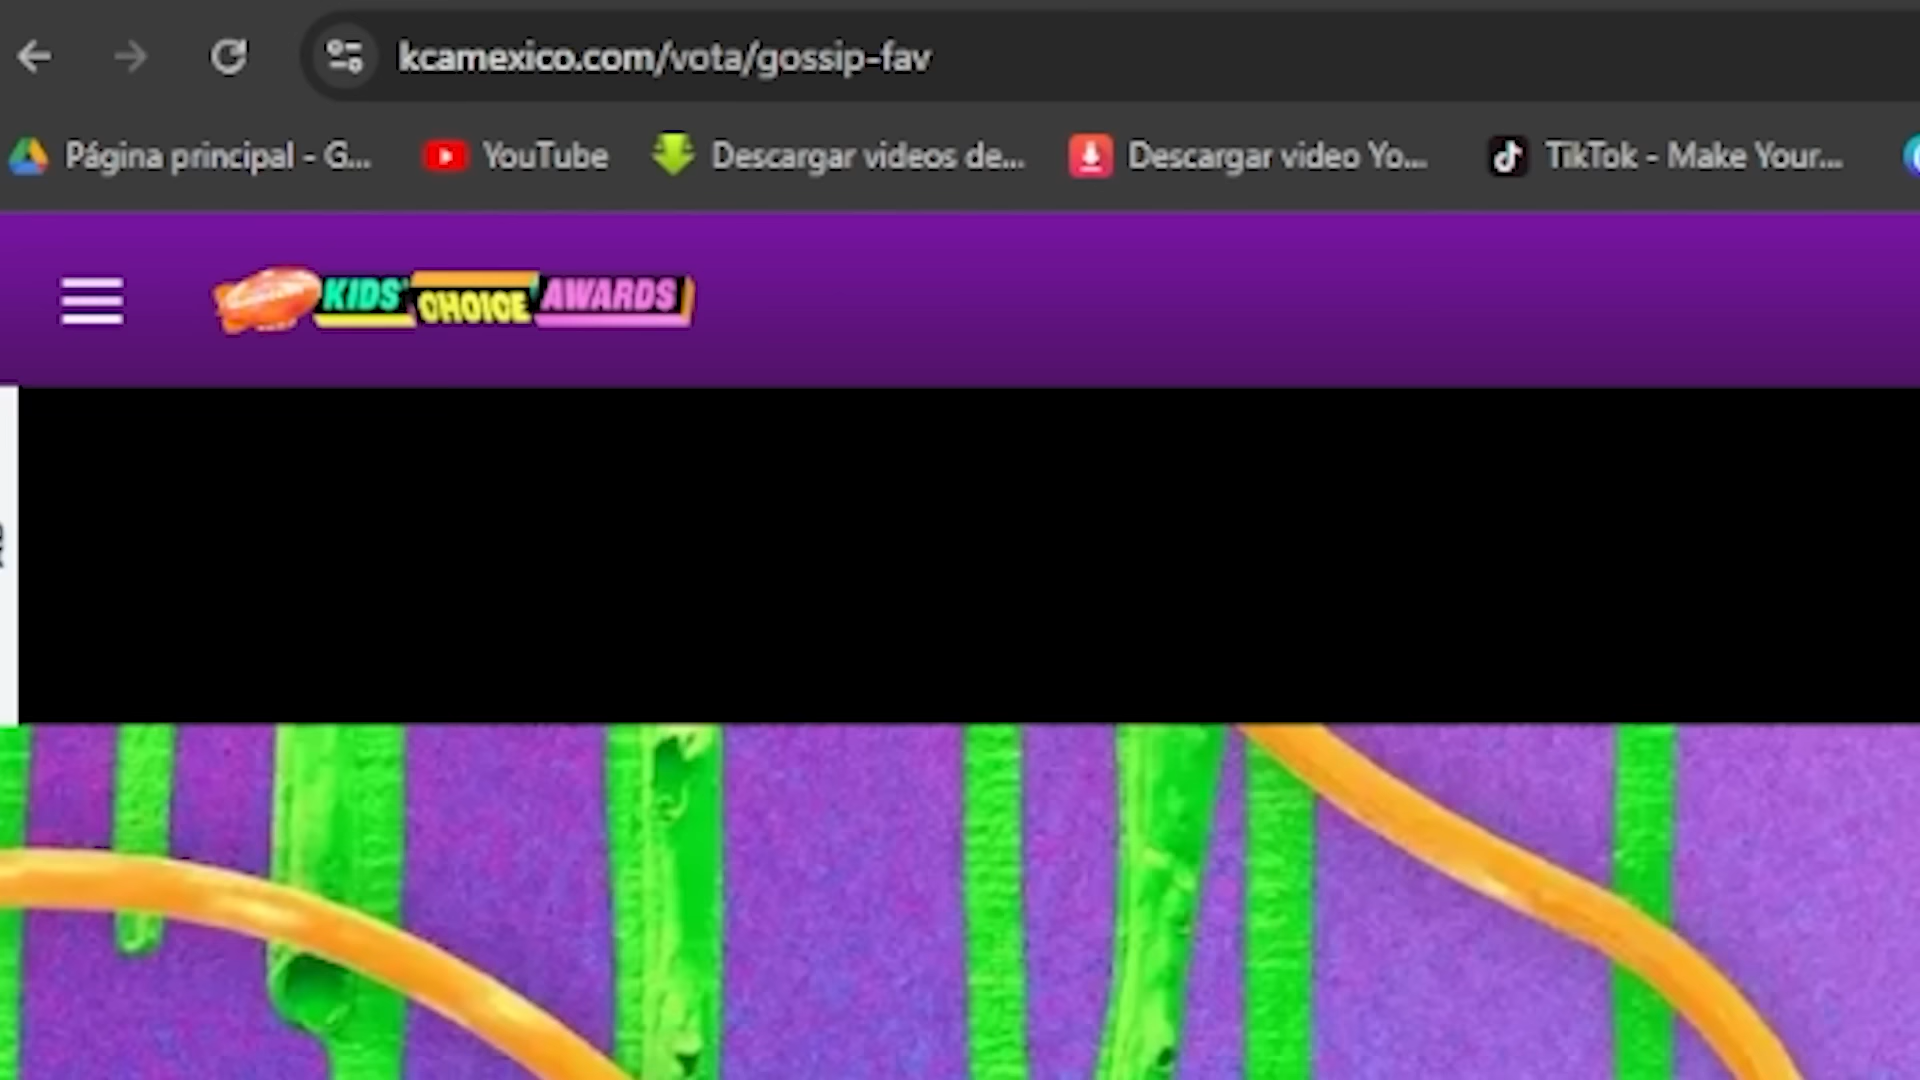 kcamexico.com/vota/gossip-fav
Página principal - G... YouTube Descargar videos de... Descargar video Yo... TikTok - Make Your...
KIDS' CHOICE AWARDS